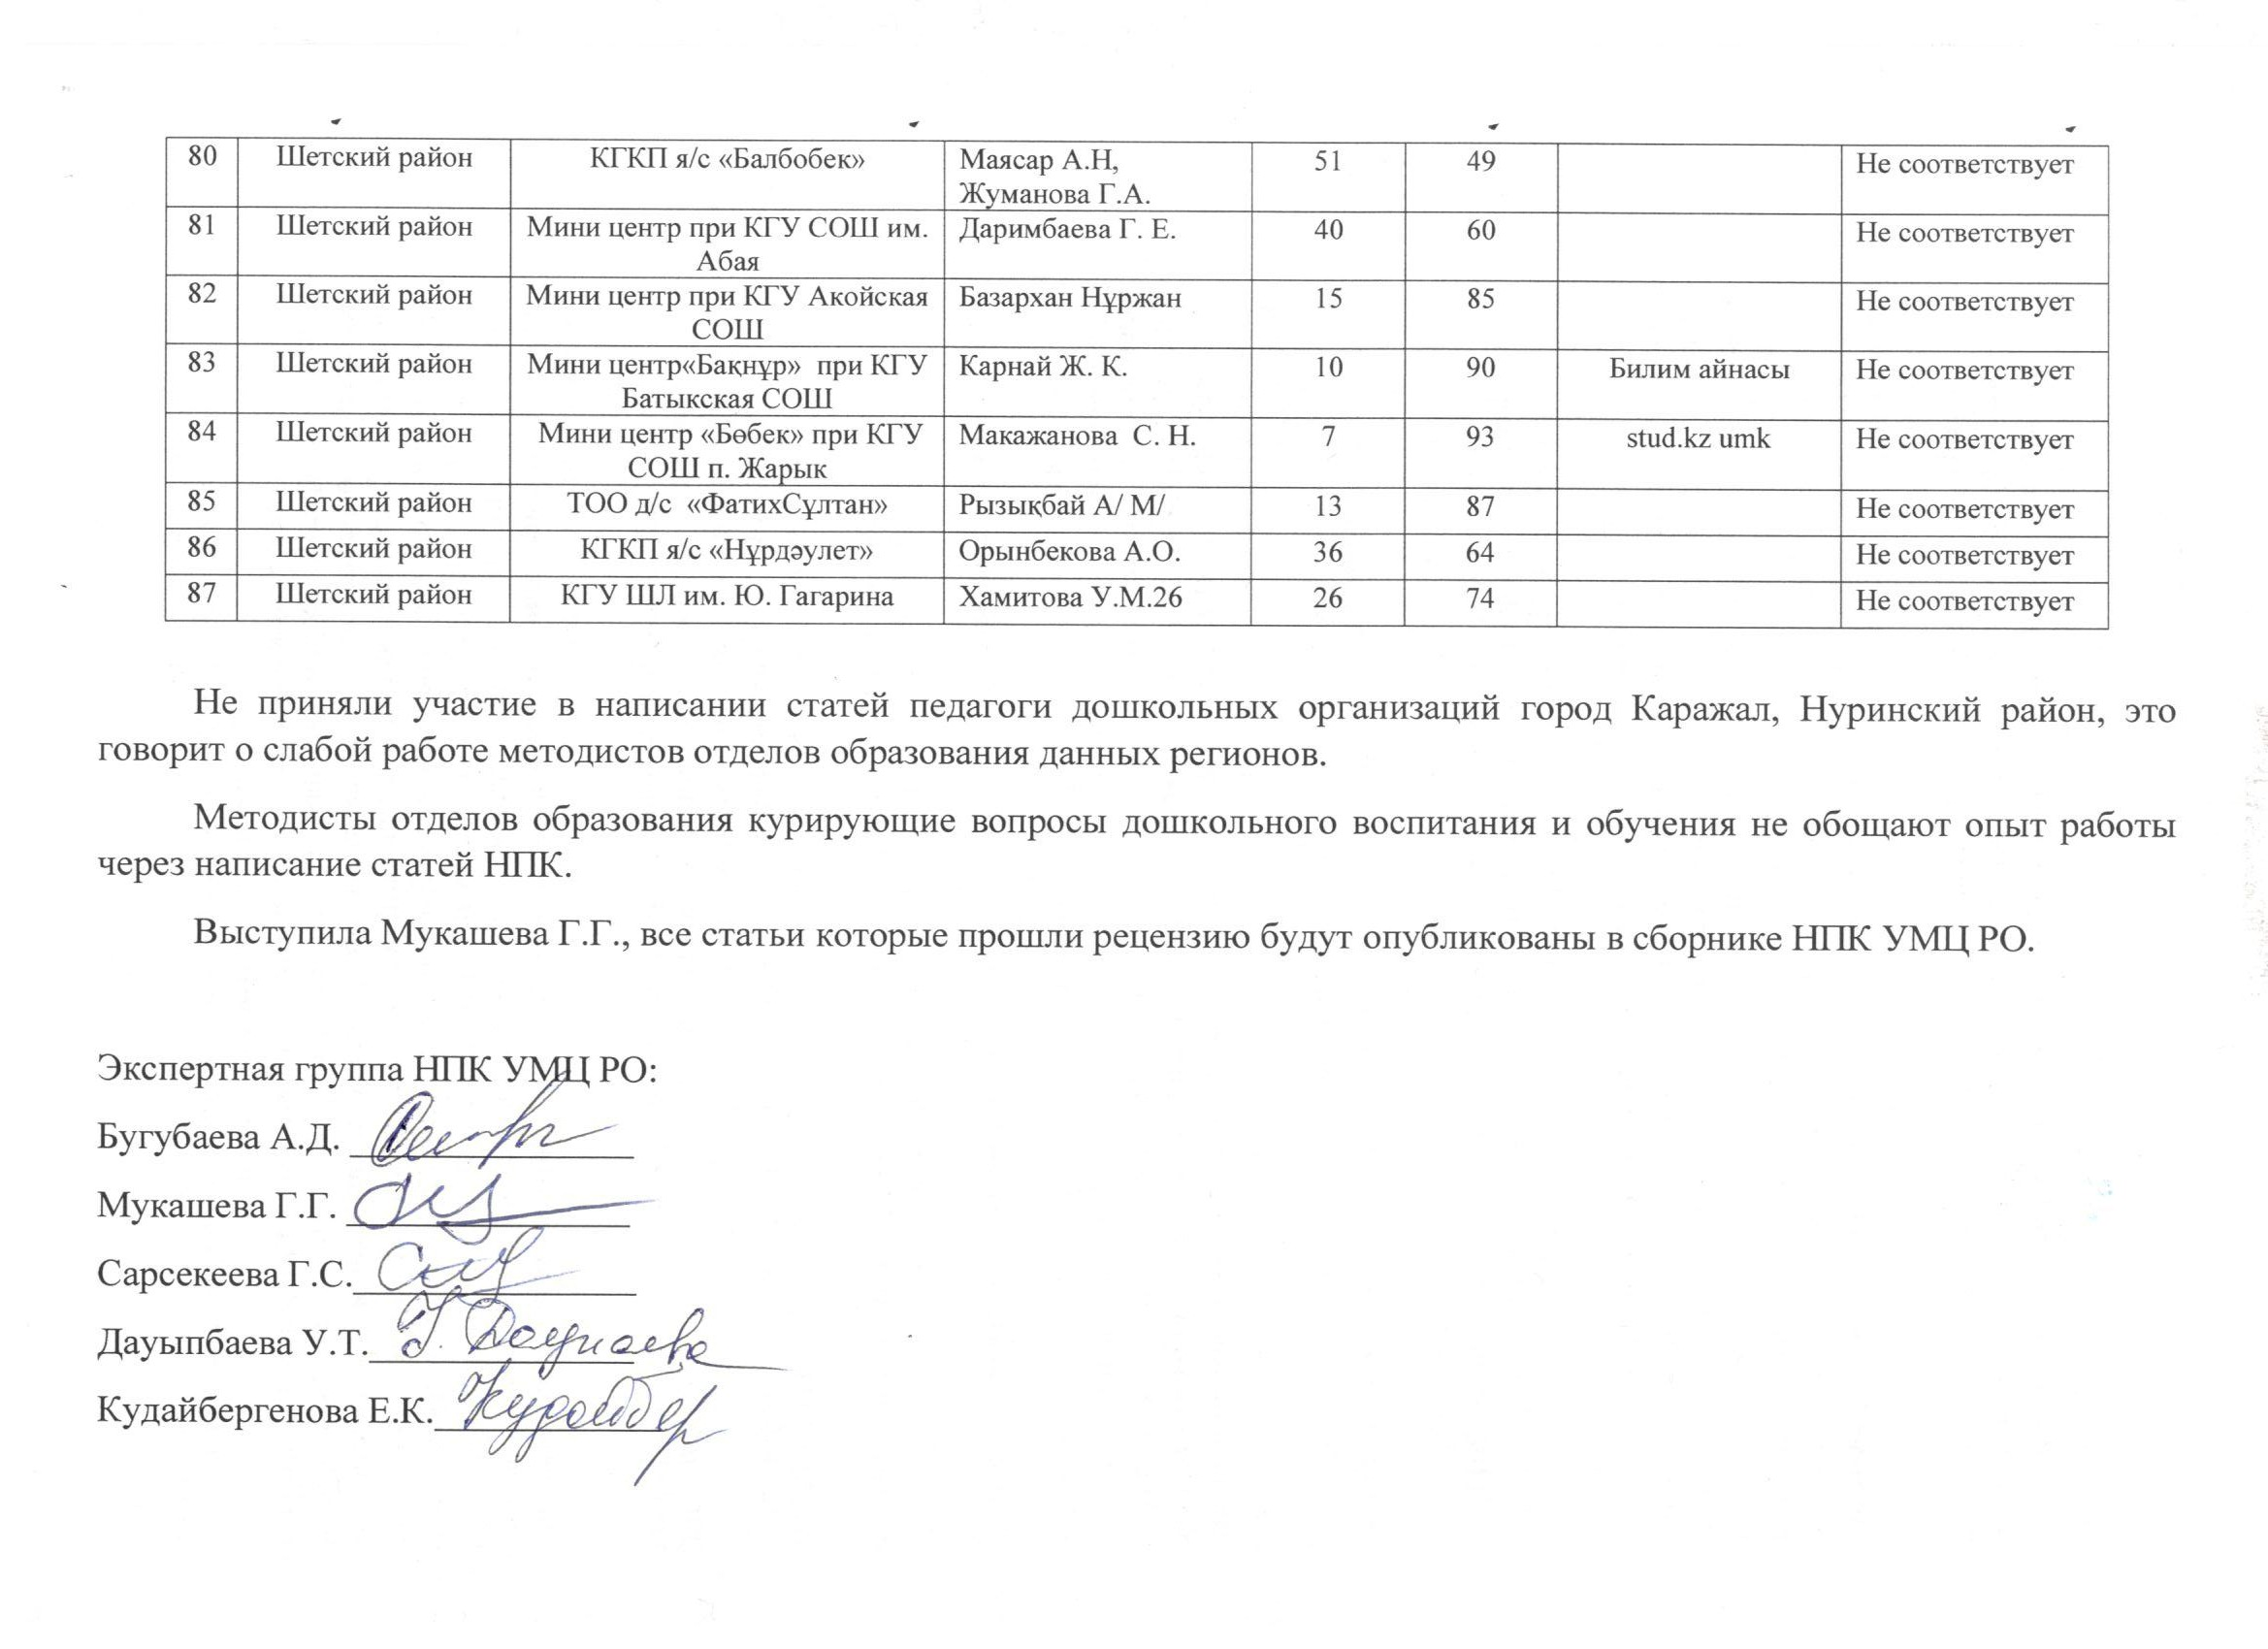 80 Шетский район КГКП я/с «Балбобек» Маясар А.Н, Жуманова Г.А. 51 49 Не соответствует
81 Шетский район Мини центр при КГУ СОШ им. Абая Даримбаева Г. Е. 40 60 Не соответствует
82 Шетский район Мини центр при КГУ Акойская СОШ Базархан Нұржан 15 85 Не соответствует
83 Шетский район Мини центр«Бақнұр» при КГУ Батыкская СОШ Карнай Ж. К. 10 90 Билим айнасы Не соответствует
84 Шетский район Мини центр «Бөбек» при КГУ СОШ п. Жарык Макажанова С. Н. 7 93 stud.kz umk Не соответствует
85 Шетский район ТОО д/с «ФатихСұлтан» Рызықбай А/ М/ 13 87 Не соответствует
86 Шетский район КГКП я/с «Нұрдәулет» Орынбекова А.О. 36 64 Не соответствует
87 Шетский район КГУ ШЛ им. Ю. Гагарина Хамитова У.М.26 26 74 Не соответствует
Не приняли участие в написании статей педагоги дошкольных организаций город Каражал, Нуринский район, это
говорит о слабой работе методистов отделов образования данных регионов.
Методисты отделов образования курирующие вопросы дошкольного воспитания и обучения не обощают опыт работы
через написание статей НПК.
Выступила Мукашева Г.Г., все статьи которые прошли рецензию будут опубликованы в сборнике НПК УМЦ РО.
Экспертная группа НПК УМЦ РО:
Бугубаева А.Д.
Мукашева Г.Г.
Сарсекеева Г.С.
Дауыпбаева У.Т.
Кудайбергенова Е.К.